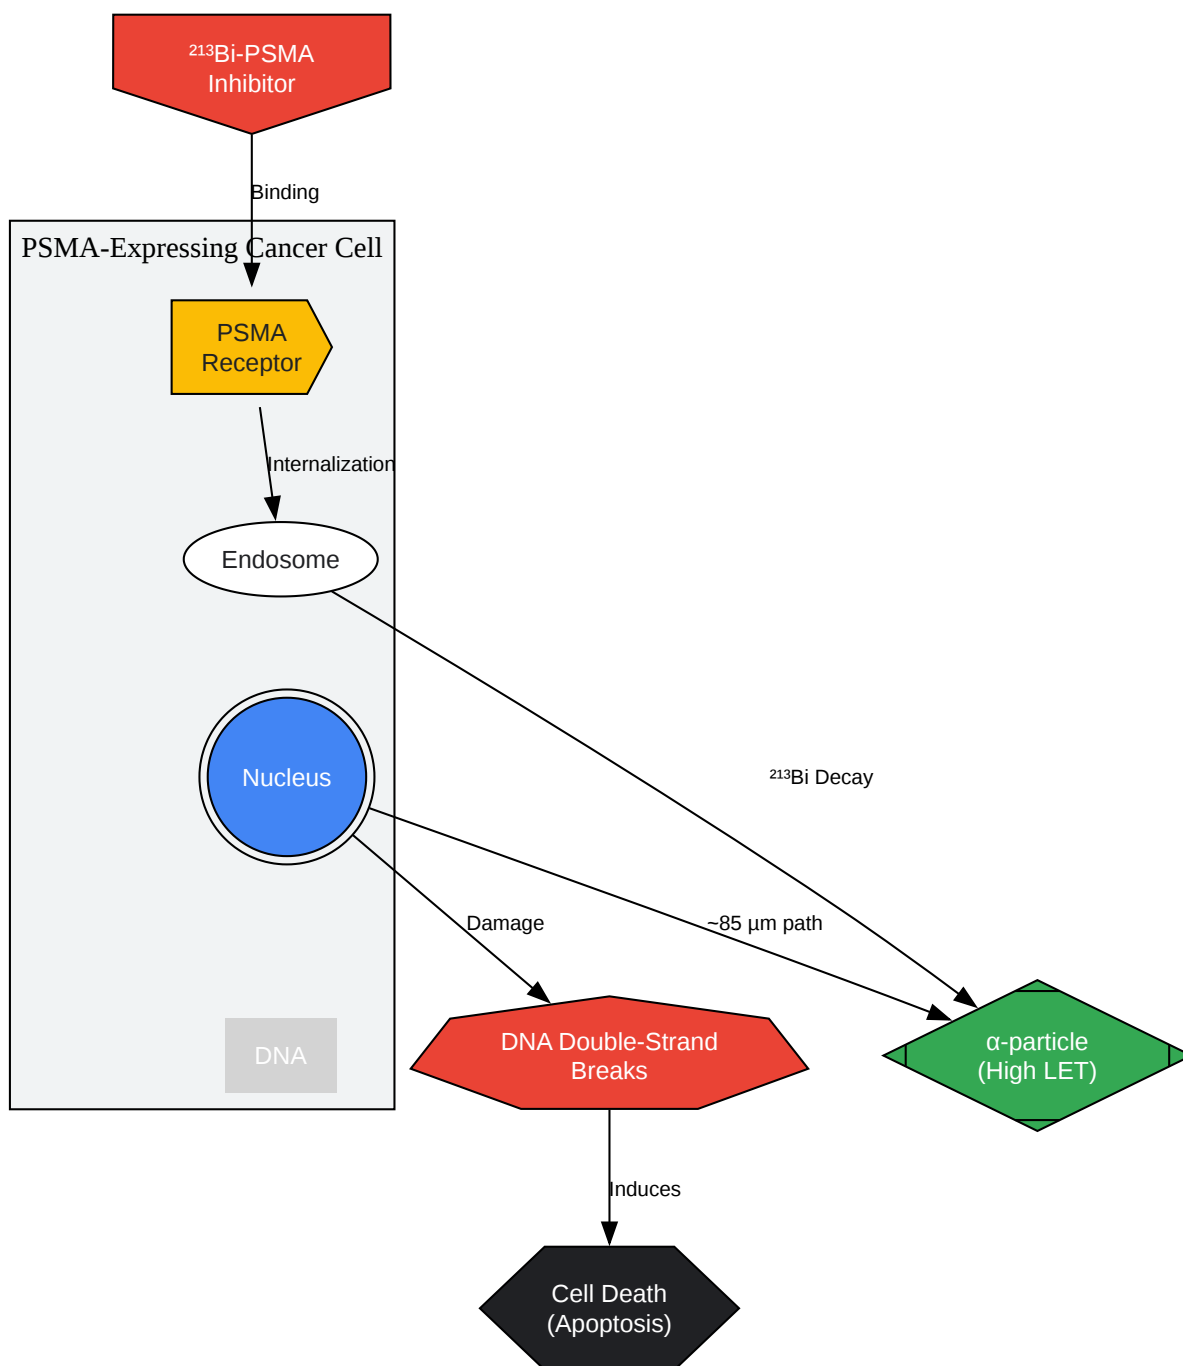 ²¹³Bi-PSMA
Inhibitor
Binding
PSMA-Expressing Cancer Cell
PSMA
Receptor
Internalization
Endosome
Nucleus
²¹³Bi Decay
Damage
~85 µm path
DNA
DNA Double-Strand
Breaks
α-particle
(High LET)
Induces
Cell Death
(Apoptosis)